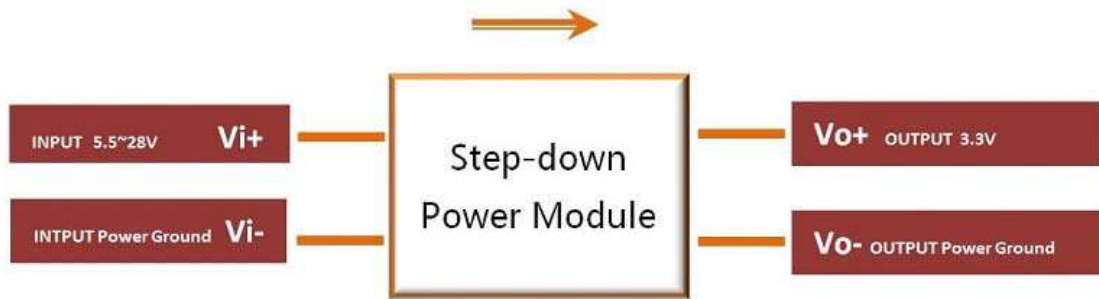 INPUT 5.5~28V Vi+
INTPUT Power Ground Vi-
Step-down
Power Module
Vo+ OUTPUT 3.3V
Vo- OUTPUT Power Ground